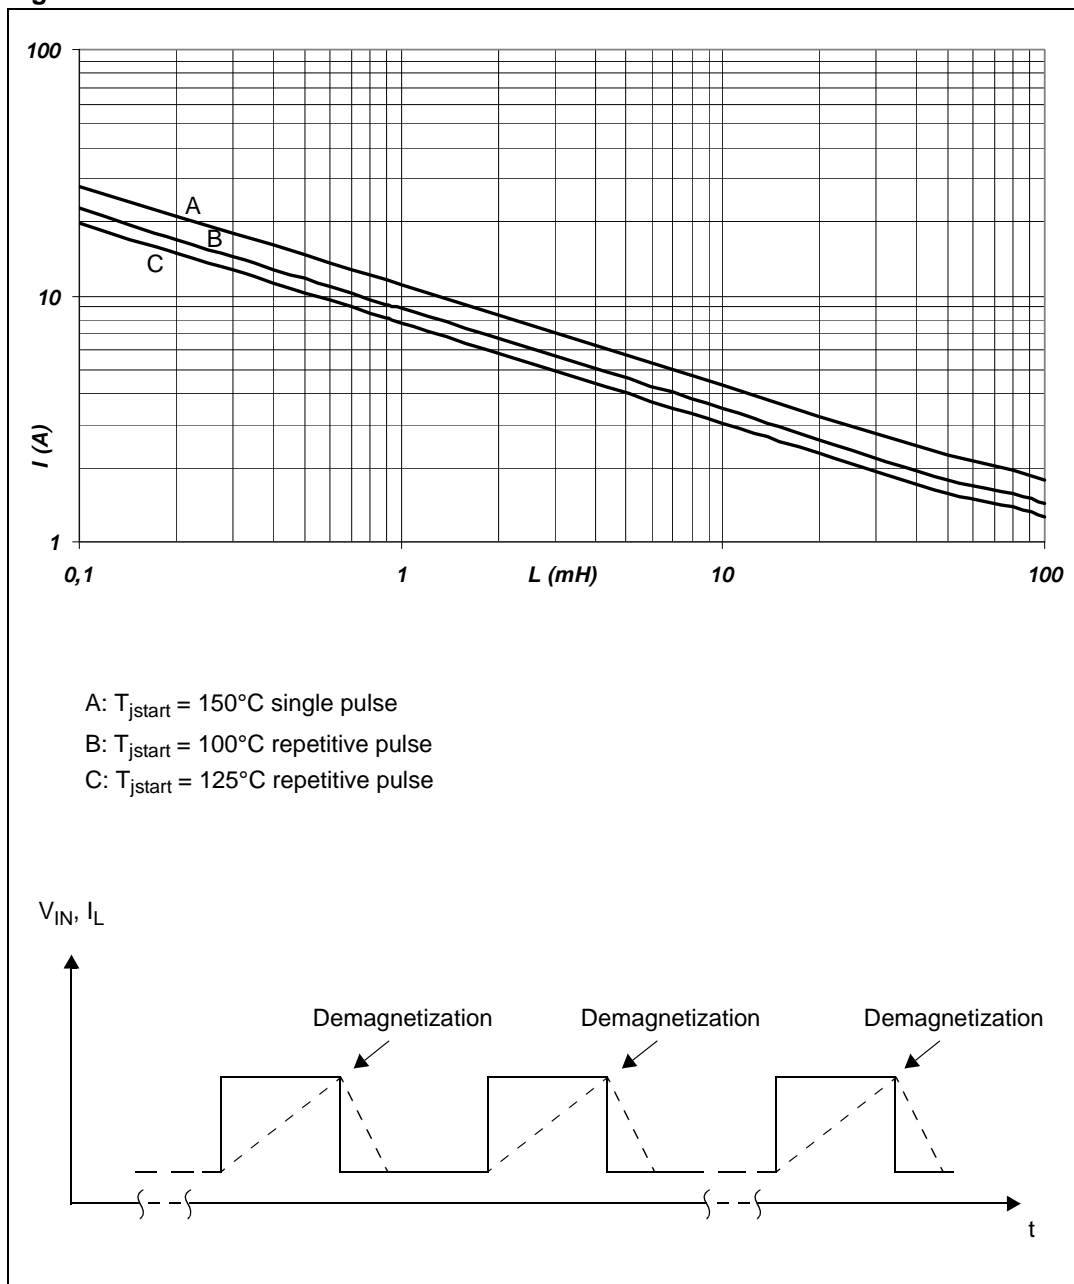 100
A
B
C
10
I (A)
1
0,1
1
L (mH)
10
100
A: Tjstart = 150°C single pulse
B: Tjstart = 100°C repetitive pulse
C: Tjstart = 125°C repetitive pulse
VIN, IL
Demagnetization
Demagnetization
Demagnetization
t